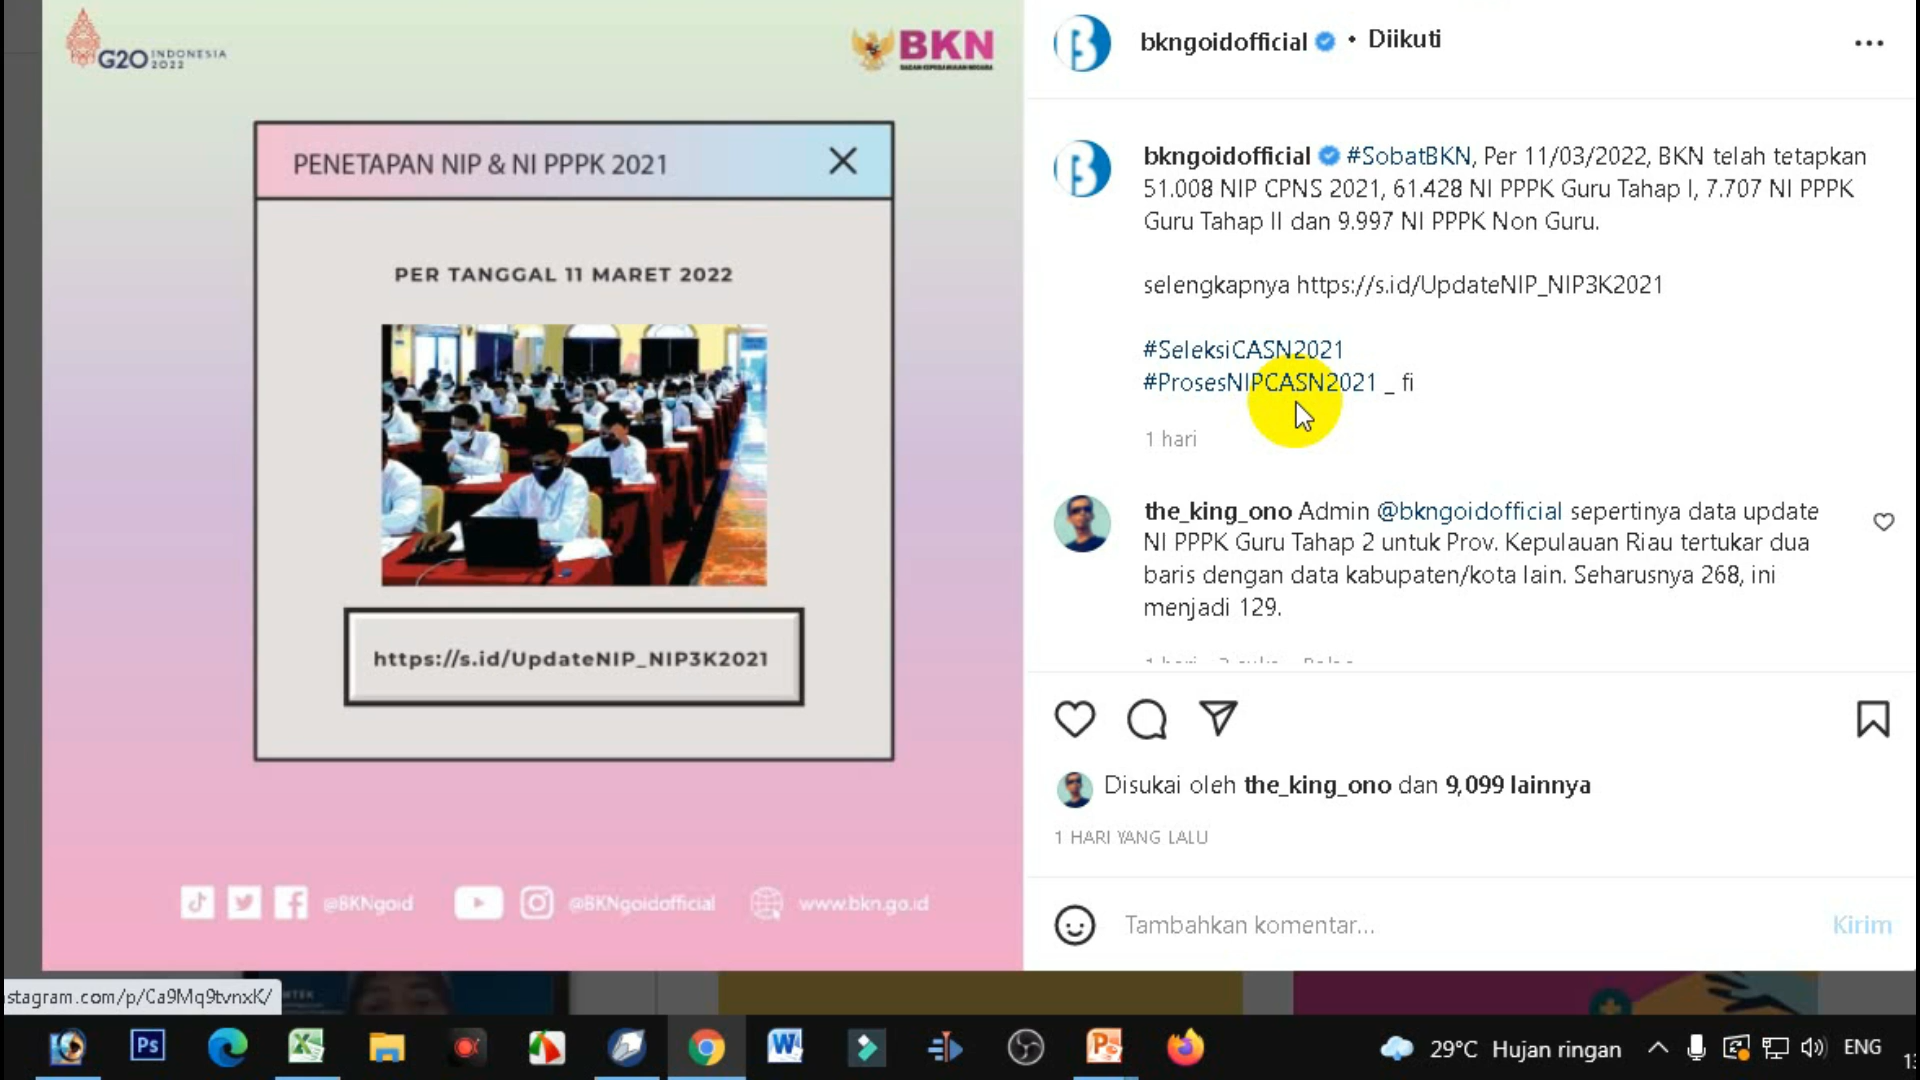 G20 INDONESIA
2022
BKN
BADAN KEPEGAWAIAN NEGARA
PENETAPAN NIP & NI PPPK 2021
PER TANGGAL 11 MARET 2022
https://s.id/UpdateNIP_NIP3K2021
@BKNgoid
@BKNgoidofficial
www.bkn.go.id
bkngoidofficial • Diikuti
bkngoidofficial #SobatBKN, Per 11/03/2022, BKN telah tetapkan
51.008 NIP CPNS 2021, 61.428 NI PPPK Guru Tahap I, 7.707 NI PPPK
Guru Tahap II dan 9.997 NI PPPK Non Guru.
selengkapnya https://s.id/UpdateNIP_NIP3K2021
#SeleksiCASN2021
#ProsesNIPCASN2021 _ fi
1 hari
the_king_ono Admin @bkngoidofficial sepertinya data update
NI PPPK Guru Tahap 2 untuk Prov. Kepulauan Riau tertukar dua
baris dengan data kabupaten/kota lain. Seharusnya 268, ini
menjadi 129.
Disukai oleh the_king_ono dan 9,099 lainnya
1 HARI YANG LALU
Tambahkan komentar... Kirim
stagram.com/p/Ca9Mq9tvnxK/
Ps
29°C Hujan ringan
ENG